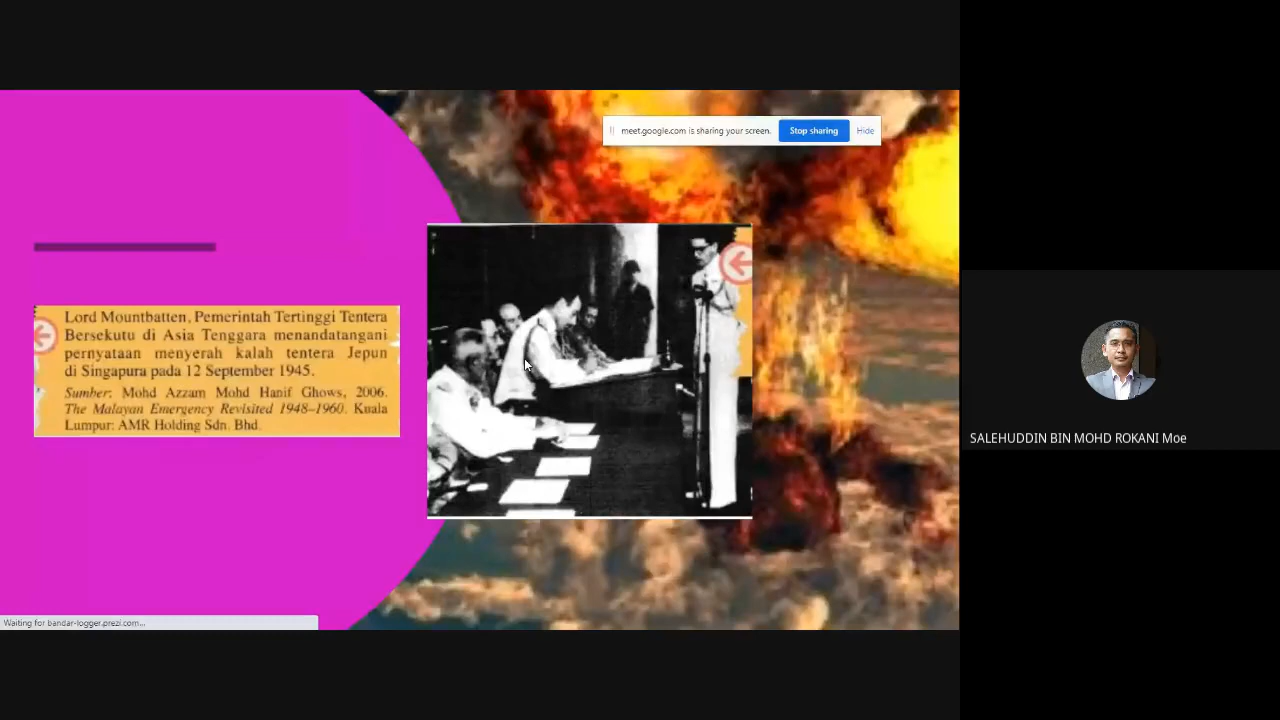 meet.google.com is sharing your screen.
Stop sharing
Hide
Lord Mountbatten, Pemerintah Tertinggi Tentera
Bersekutu di Asia Tenggara menandatangani
pernyataan menyerah kalah tentera Jepun
di Singapura pada 12 September 1945.
Sumber: Mohd Azzam Mohd Hanif Ghows, 2006.
The Malayan Emergency Revisited 1948–1960. Kuala
Lumpur: AMR Holding Sdn. Bhd.
SALEHUDDIN BIN MOHD ROKANI Moe
Waiting for bandar-logger.prezi.com...